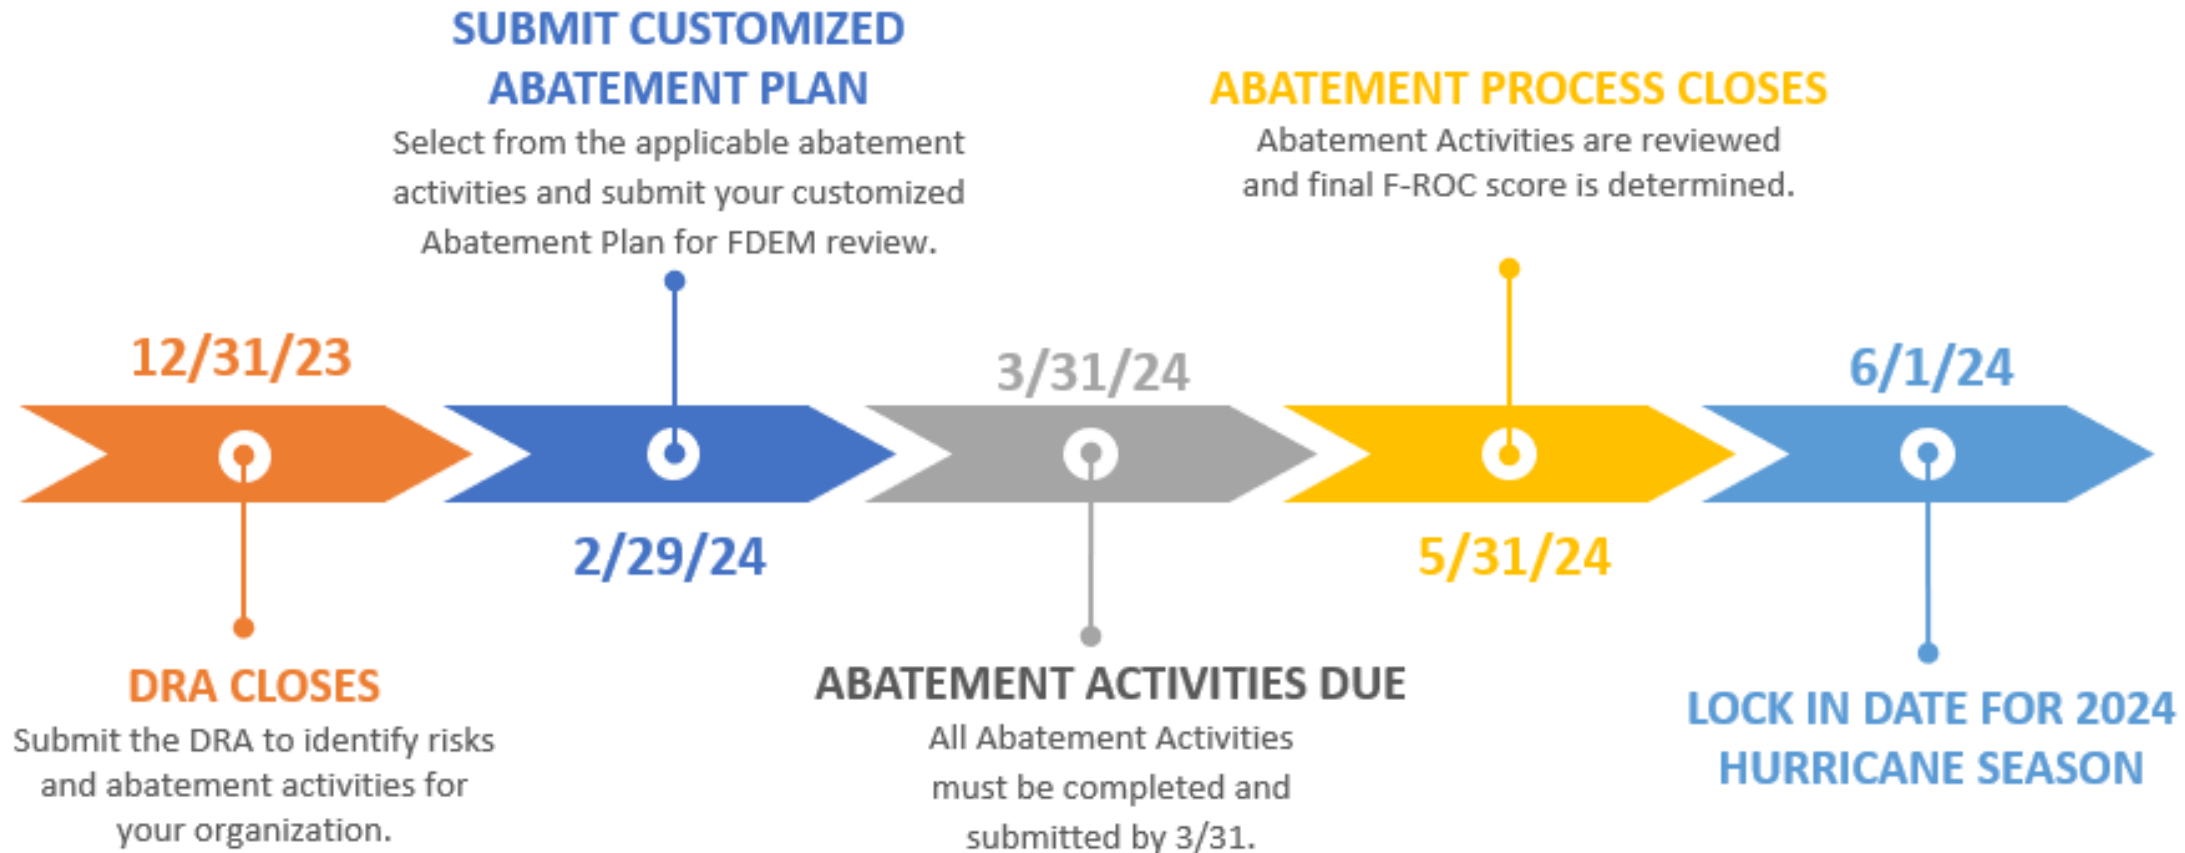 12/31/23
DRA CLOSES
Submit the DRA to identify risks
and abatement activities for
your organization.
SUBMIT CUSTOMIZED
ABATEMENT PLAN
Select from the applicable abatement
activities and submit your customized
Abatement Plan for FDEM review.
2/29/24
3/31/24
ABATEMENT ACTIVITIES DUE
All Abatement Activities
must be completed and
submitted by 3/31.
ABATEMENT PROCESS CLOSES
Abatement Activities are reviewed
and final F-ROC score is determined.
5/31/24
6/1/24
LOCK IN DATE FOR 2024
HURRICANE SEASON